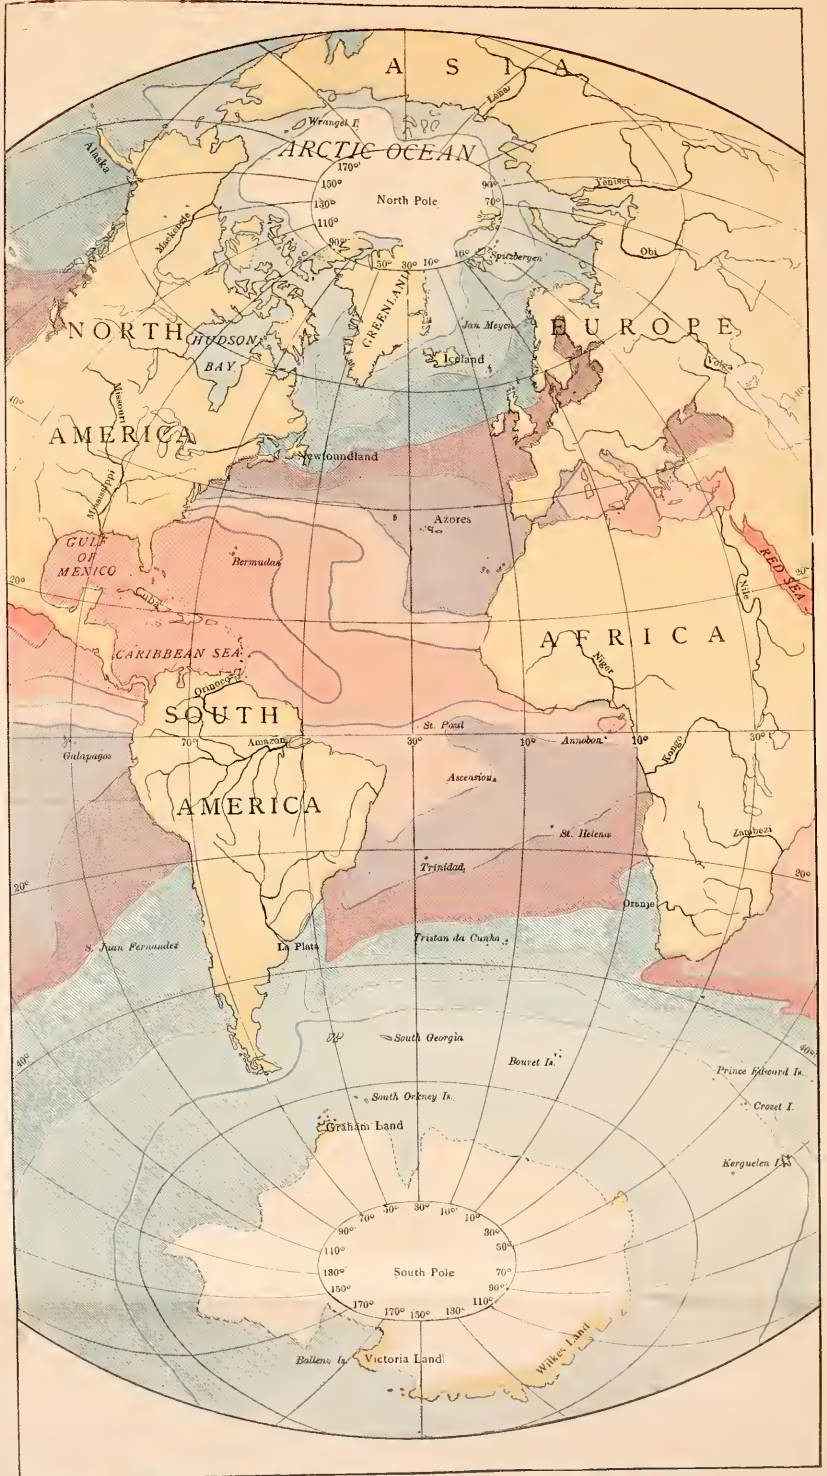 ASIA
Lena
Wrangel I.
ARCTIC OCEAN
Alaska
170°
150°
130°
110°
90°
North Pole
90°
70°
Yenisei
Mackenzie
Obi
50° 30° 10° 10°
Spitzbergen
GREENLAND
NORTH
HUDSON
BAY
Jan Meyen
EUROPE
Iceland
Volga
40°
40°
Missouri
AMERICA
Newfoundland
Mississippi
Azores
GULF
OF
MEXICO
Bermudas
RED SEA
20°
20°
Cuba
Nile
AFRICA
CARIBBEAN SEA
Niger
Orinoco
SOUTH
St. Paul
Galapagos
70°
Amazon
30°
10°
Annobon
10°
Kongo
30°
Ascension
AMERICA
St. Helena
Zambezi
Trinidad
20°
20°
Oranje
S. Juan Fernandez
La Plata
Tristan da Cunha
40°
South Georgia
40°
Bouvet Is.
Prince Edward Is.
South Orkney Is.
Crozet I.
Graham Land
Kerguelen I.
70° 50° 30° 10° 10°
90°
30°
110°
50°
130°
South Pole
70°
150°
90°
170° 170° 150° 130° 110°
Balleny Is.
Victoria Land
Wilkes Land